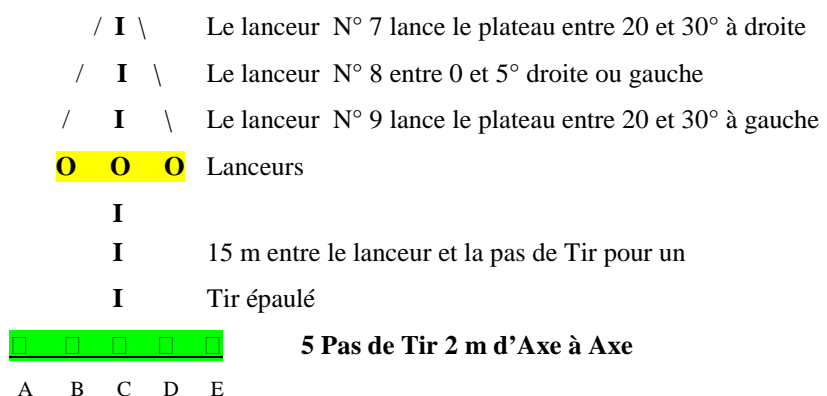 / I \ Le lanceur N° 7 lance le plateau entre 20 et 30° à droite
/ I \ Le lanceur N° 8 entre 0 et 5° droite ou gauche
/ I \ Le lanceur N° 9 lance le plateau entre 20 et 30° à gauche
O O O Lanceurs
I
I 15 m entre le lanceur et la pas de Tir pour un
I Tir épaulé
5 Pas de Tir 2 m d'Axe à Axe
A B C D E